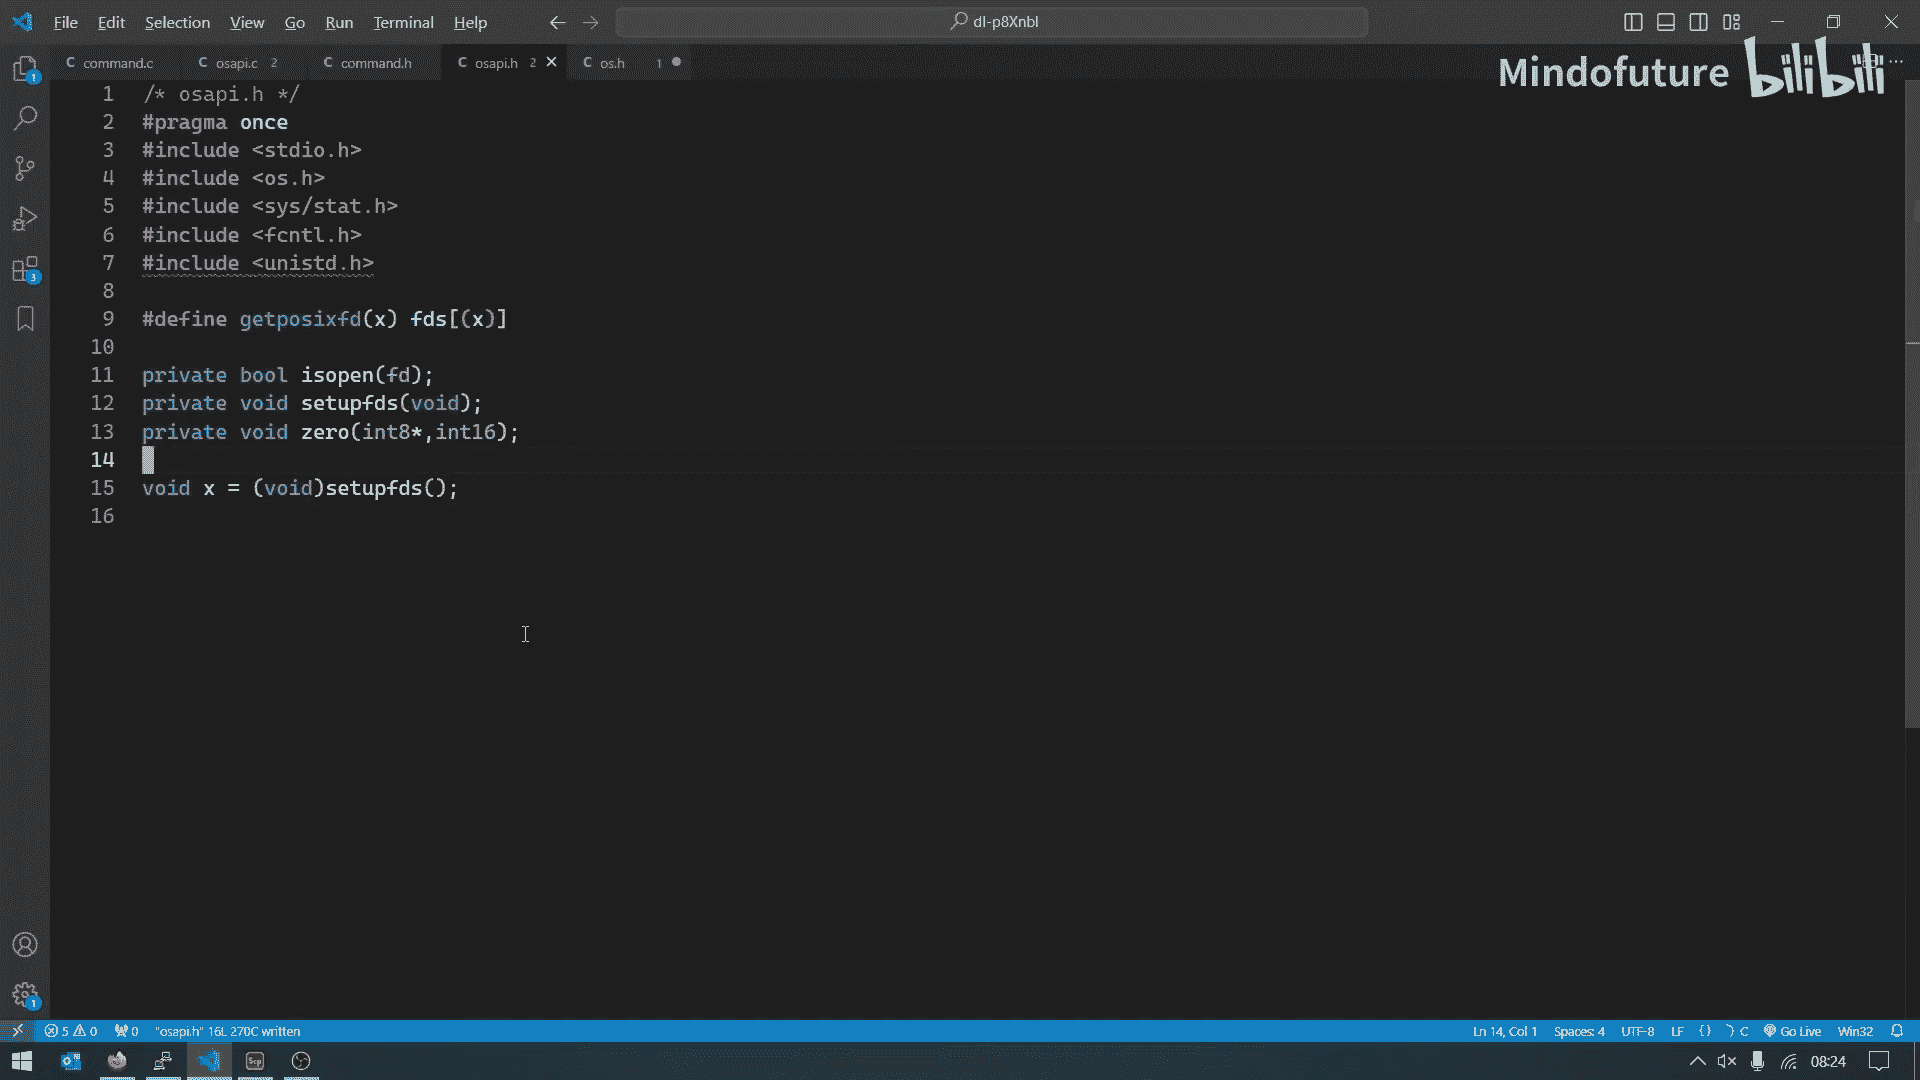 File Edit Selection View Go Run Terminal Help
dl-p8Xnbl
command.c
osapi.c 2
command.h
osapi.h 2
os.h 1
Mindofuture bilibili
1 /* osapi.h */
2 #pragma once
3 #include <stdio.h>
4 #include <os.h>
5 #include <sys/stat.h>
6 #include <fcntl.h>
7 #include <unistd.h>
8
9 #define getposixfd(x) fds[(x)]
10
11 private bool isopen(fd);
12 private void setupfds(void);
13 private void zero(int8*,int16);
14
15 void x = (void)setupfds();
16
1
3
1
5 0 0 "osapi.h" 16L 270C written
Ln 14, Col 1 Spaces: 4 UTF-8 LF {} C Go Live Win32
08:24